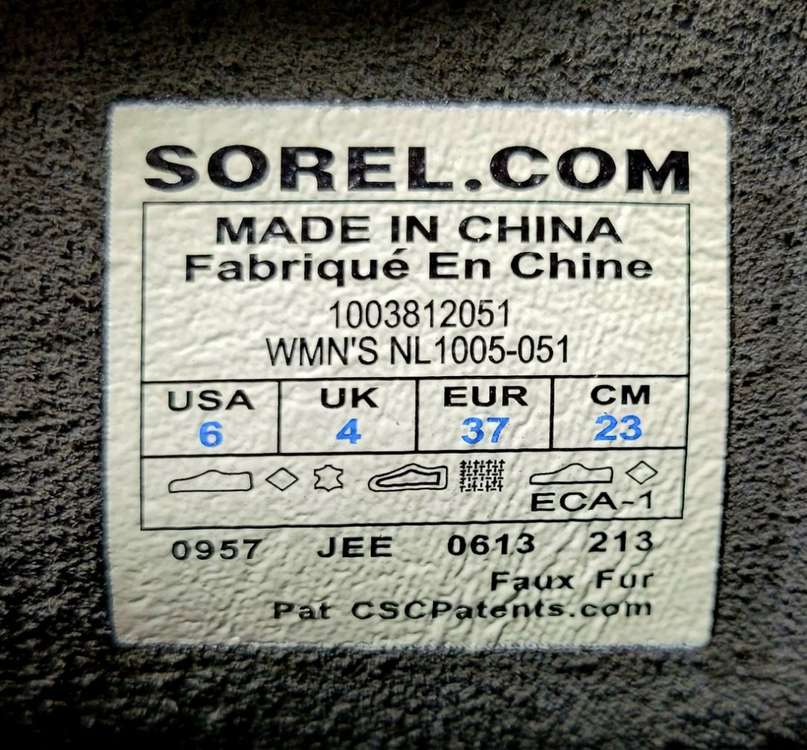 SOREL.COM
MADE IN CHINA
Fabriqué En Chine
1003812051
WMN'S NL1005-051
USA UK EUR CM
6 4 37 23
ECA-1
0957 JEE 0613 213
Faux Fur
Pat CSCPatents.com